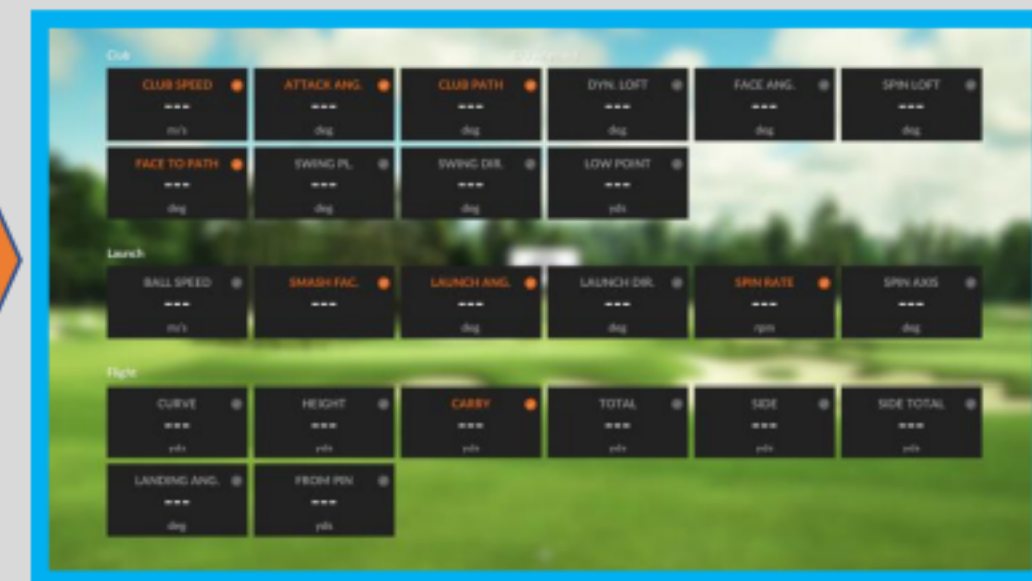 Club
CLUB SPEED ATTACK ANG. CLUB PATH DYN. LOFT FACE ANG. SPIN LOFT
--- --- --- --- --- ---
m/s deg deg deg deg deg
FACE TO PATH SWING PL. SWING DIR. LOW POINT
--- --- --- ---
deg deg deg yds
Launch
BALL SPEED SMASH FAC. LAUNCH ANG. LAUNCH DIR. SPIN RATE SPIN AXIS
--- --- --- --- --- ---
m/s deg deg rpm deg
Flight
CURVE HEIGHT CARRY TOTAL SIDE SIDE TOTAL
--- --- --- --- --- ---
yds yds yds yds yds yds
LANDING ANG. FROM PIN
--- ---
deg yds